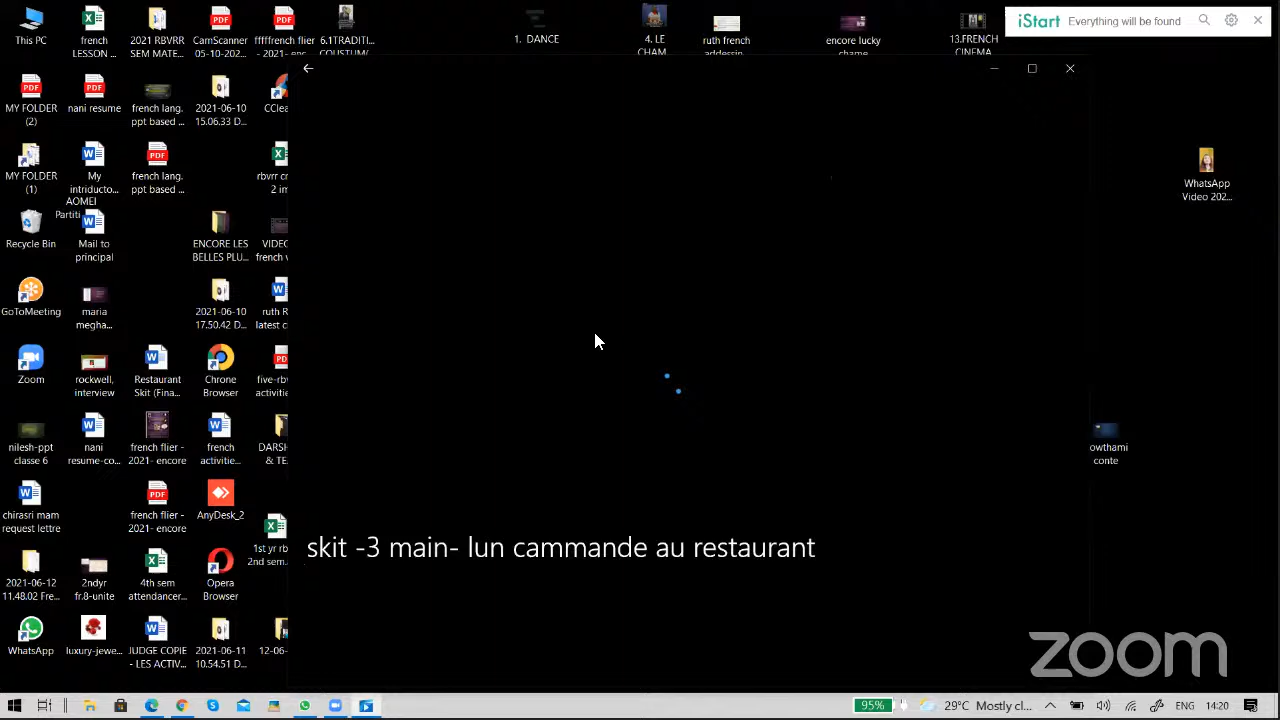 This PC
french
LESSON ...
2021 RBVRR
SEM MATE...
CamScanner
05-10-202...
ffffrench flier
- 2021- enc...
6.1TRADITI...
COUSTUM...
1. DANCE
4. LE
CHAM...
ruth french
addressin...
encore lucky
chame...
13.FRENCH
CINEMA
iStart Everything will be found
MY FOLDER
(2)
nani resume
french lang.
ppt based ...
2021-06-10
15.06.33 D...
CClea
MY FOLDER
(1)
My
intriducto...
french lang.
ppt based ...
rbvrr cr
2 im
AOMEI
Partiti
WhatsApp
Video 202...
Recycle Bin
Mail to
principal
ENCORE LES
BELLES PLU...
VIDEO
french v
GoToMeeting
maria
megha...
2021-06-10
17.50.42 D...
ruth R
latest c
Zoom
rockwell,
interview
Restaurant
Skit (Fina...
Chrome
Browser
five-rbv
activitie
nilesh-ppt
classe 6
nani
resume-co...
french flier -
2021- encore
french
activitie...
DARSH
& TE
owthami
conte
chirasri mam
request lettre
french flier -
2021- encore
AnyDesk_2
1st yr rb
2nd sem.
skit -3 main- lun cammande au restaurant
2021-06-12
11.48.02 Fre...
2ndyr
fr.8-unite
4th sem
attendancer...
Opera
Browser
WhatsApp
luxury-jewe...
JUDGE COPIE
- LES ACTIV...
2021-06-11
10.54.51 D...
12-06-
zoom
95%
29°C Mostly cl...
ENG
14:20